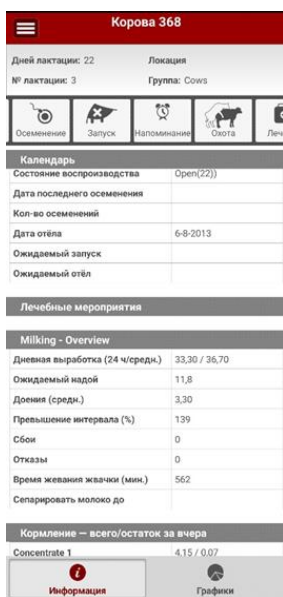 Корова 368
Дней лактации: 22 Локация
№ лактации: 3 Группа: Cows
Осеменение Запуск Напоминание Охота Леч
Календарь
Состояние воспроизводства Open(22))
Дата последнего осеменения
Кол-во осеменений
Дата отёла 6-8-2013
Ожидаемый запуск
Ожидаемый отёл
Лечебные мероприятия
Milking - Overview
Дневная выработка (24 ч/средн.) 33,30 / 36,70
Ожидаемый надой 11,8
Доения (средн.) 3,30
Превышение интервала (%) 139
Сбои 0
Отказы 0
Время жевания жвачки (мин.) 562
Сепарировать молоко до
Кормление — всего/остаток за вчера
Concentrate 1 4,15 / 0,07
Информация Графики